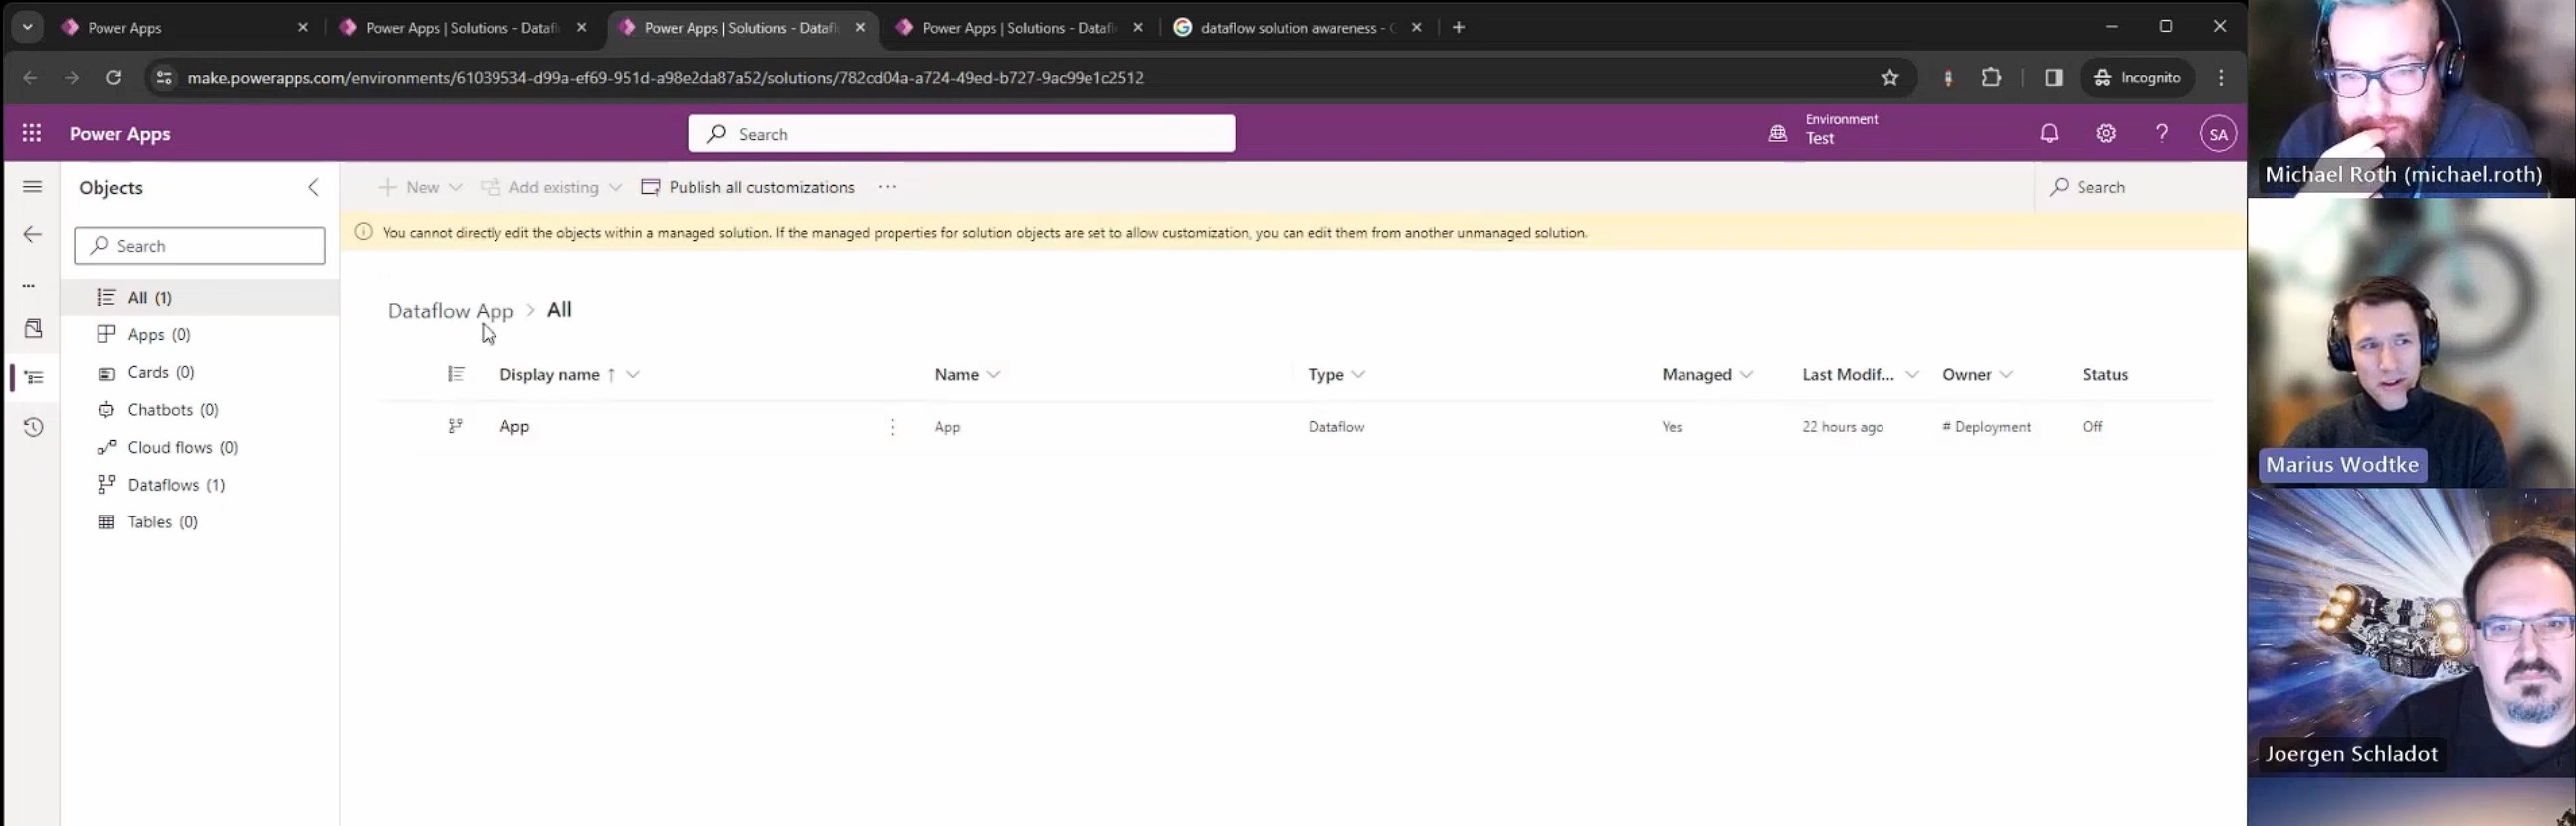 Power Apps
Power Apps | Solutions - Datafl
Power Apps | Solutions - Datafl
Power Apps | Solutions - Datafl
dataflow solution awareness -
make.powerapps.com/environments/61039534-d99a-ef69-951d-a98e2da87a52/solutions/782cd04a-a724-49ed-b727-9ac99e1c2512
Incognito
Power Apps
Search
Environment
Test
SA
Objects
New
Add existing
Publish all customizations
Search
Search
You cannot directly edit the objects within a managed solution. If the managed properties for solution objects are set to allow customization, you can edit them from another unmanaged solution.
All (1)
Apps (0)
Cards (0)
Chatbots (0)
Cloud flows (0)
Dataflows (1)
Tables (0)
Dataflow App > All
Display name ↑ Name Type Managed Last Modif... Owner Status
App App Dataflow Yes 22 hours ago # Deployment Off
Michael Roth (michael.roth)
Marius Wodtke
Joergen Schladot